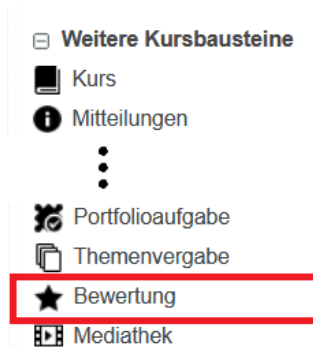 Weitere Kursbausteine
Kurs
Mitteilungen
Portfolioaufgabe
Themenvergabe
Bewertung
Mediathek